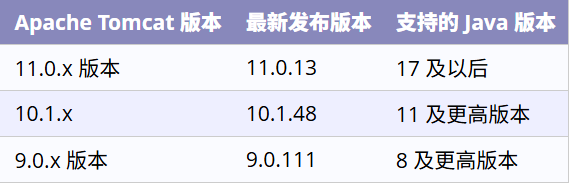 Apache Tomcat 版本 最新发布版本 支持的 Java 版本
11.0.x 版本 11.0.13 17 及以后
10.1.x 10.1.48 11 及更高版本
9.0.x 版本 9.0.111 8 及更高版本